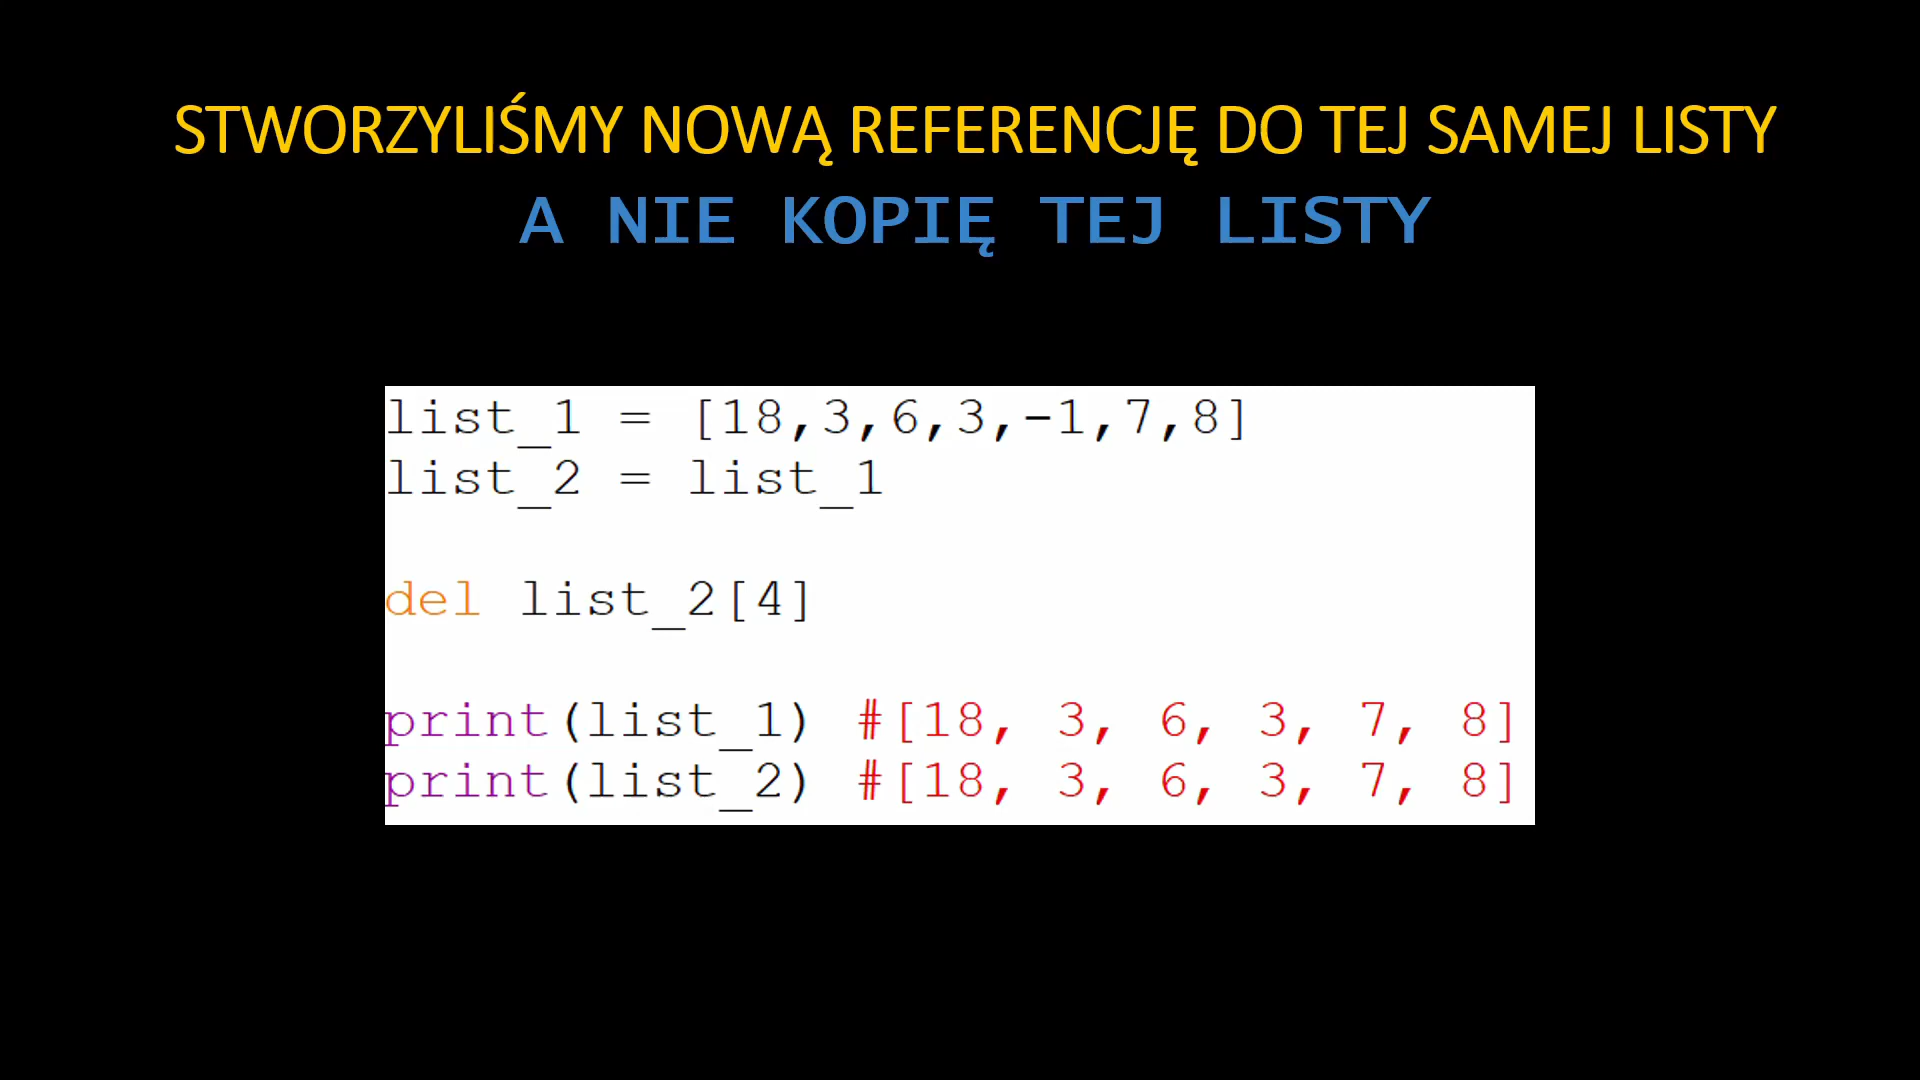 STWORZYLIŚMY NOWĄ REFERENCJĘ DO TEJ SAMEJ LISTY
A NIE KOPIĘ TEJ LISTY
list_1 = [18,3,6,3,-1,7,8]
list_2 = list_1
del list_2[4]
print(list_1) #[18, 3, 6, 3, 7, 8]
print(list_2) #[18, 3, 6, 3, 7, 8]